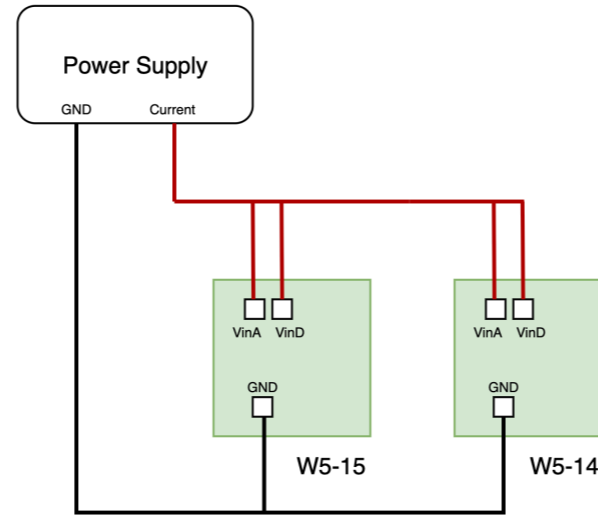 Power Supply
GND Current
VinA VinD
VinA VinD
GND
GND
W5-15
W5-14